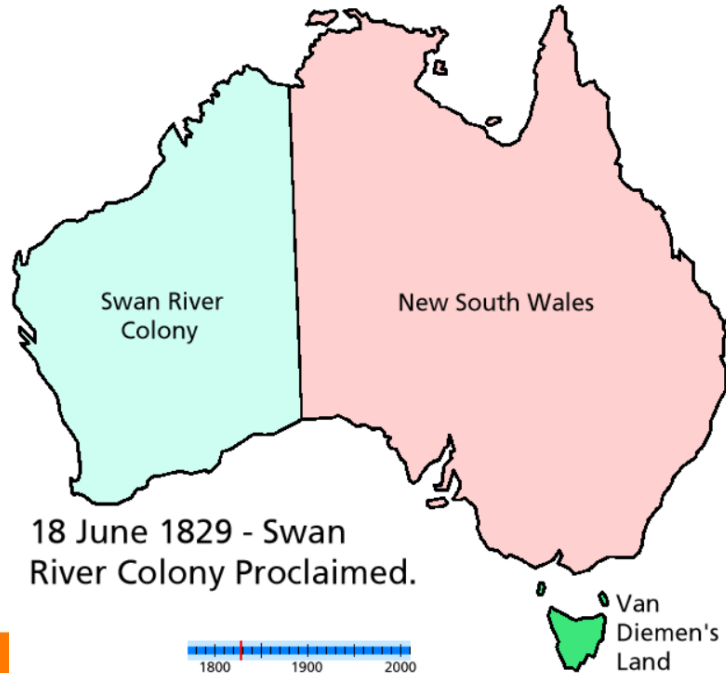 Swan River
Colony
New South Wales
18 June 1829 - Swan
River Colony Proclaimed.
Van
Diemen's
Land
1800 1900 2000